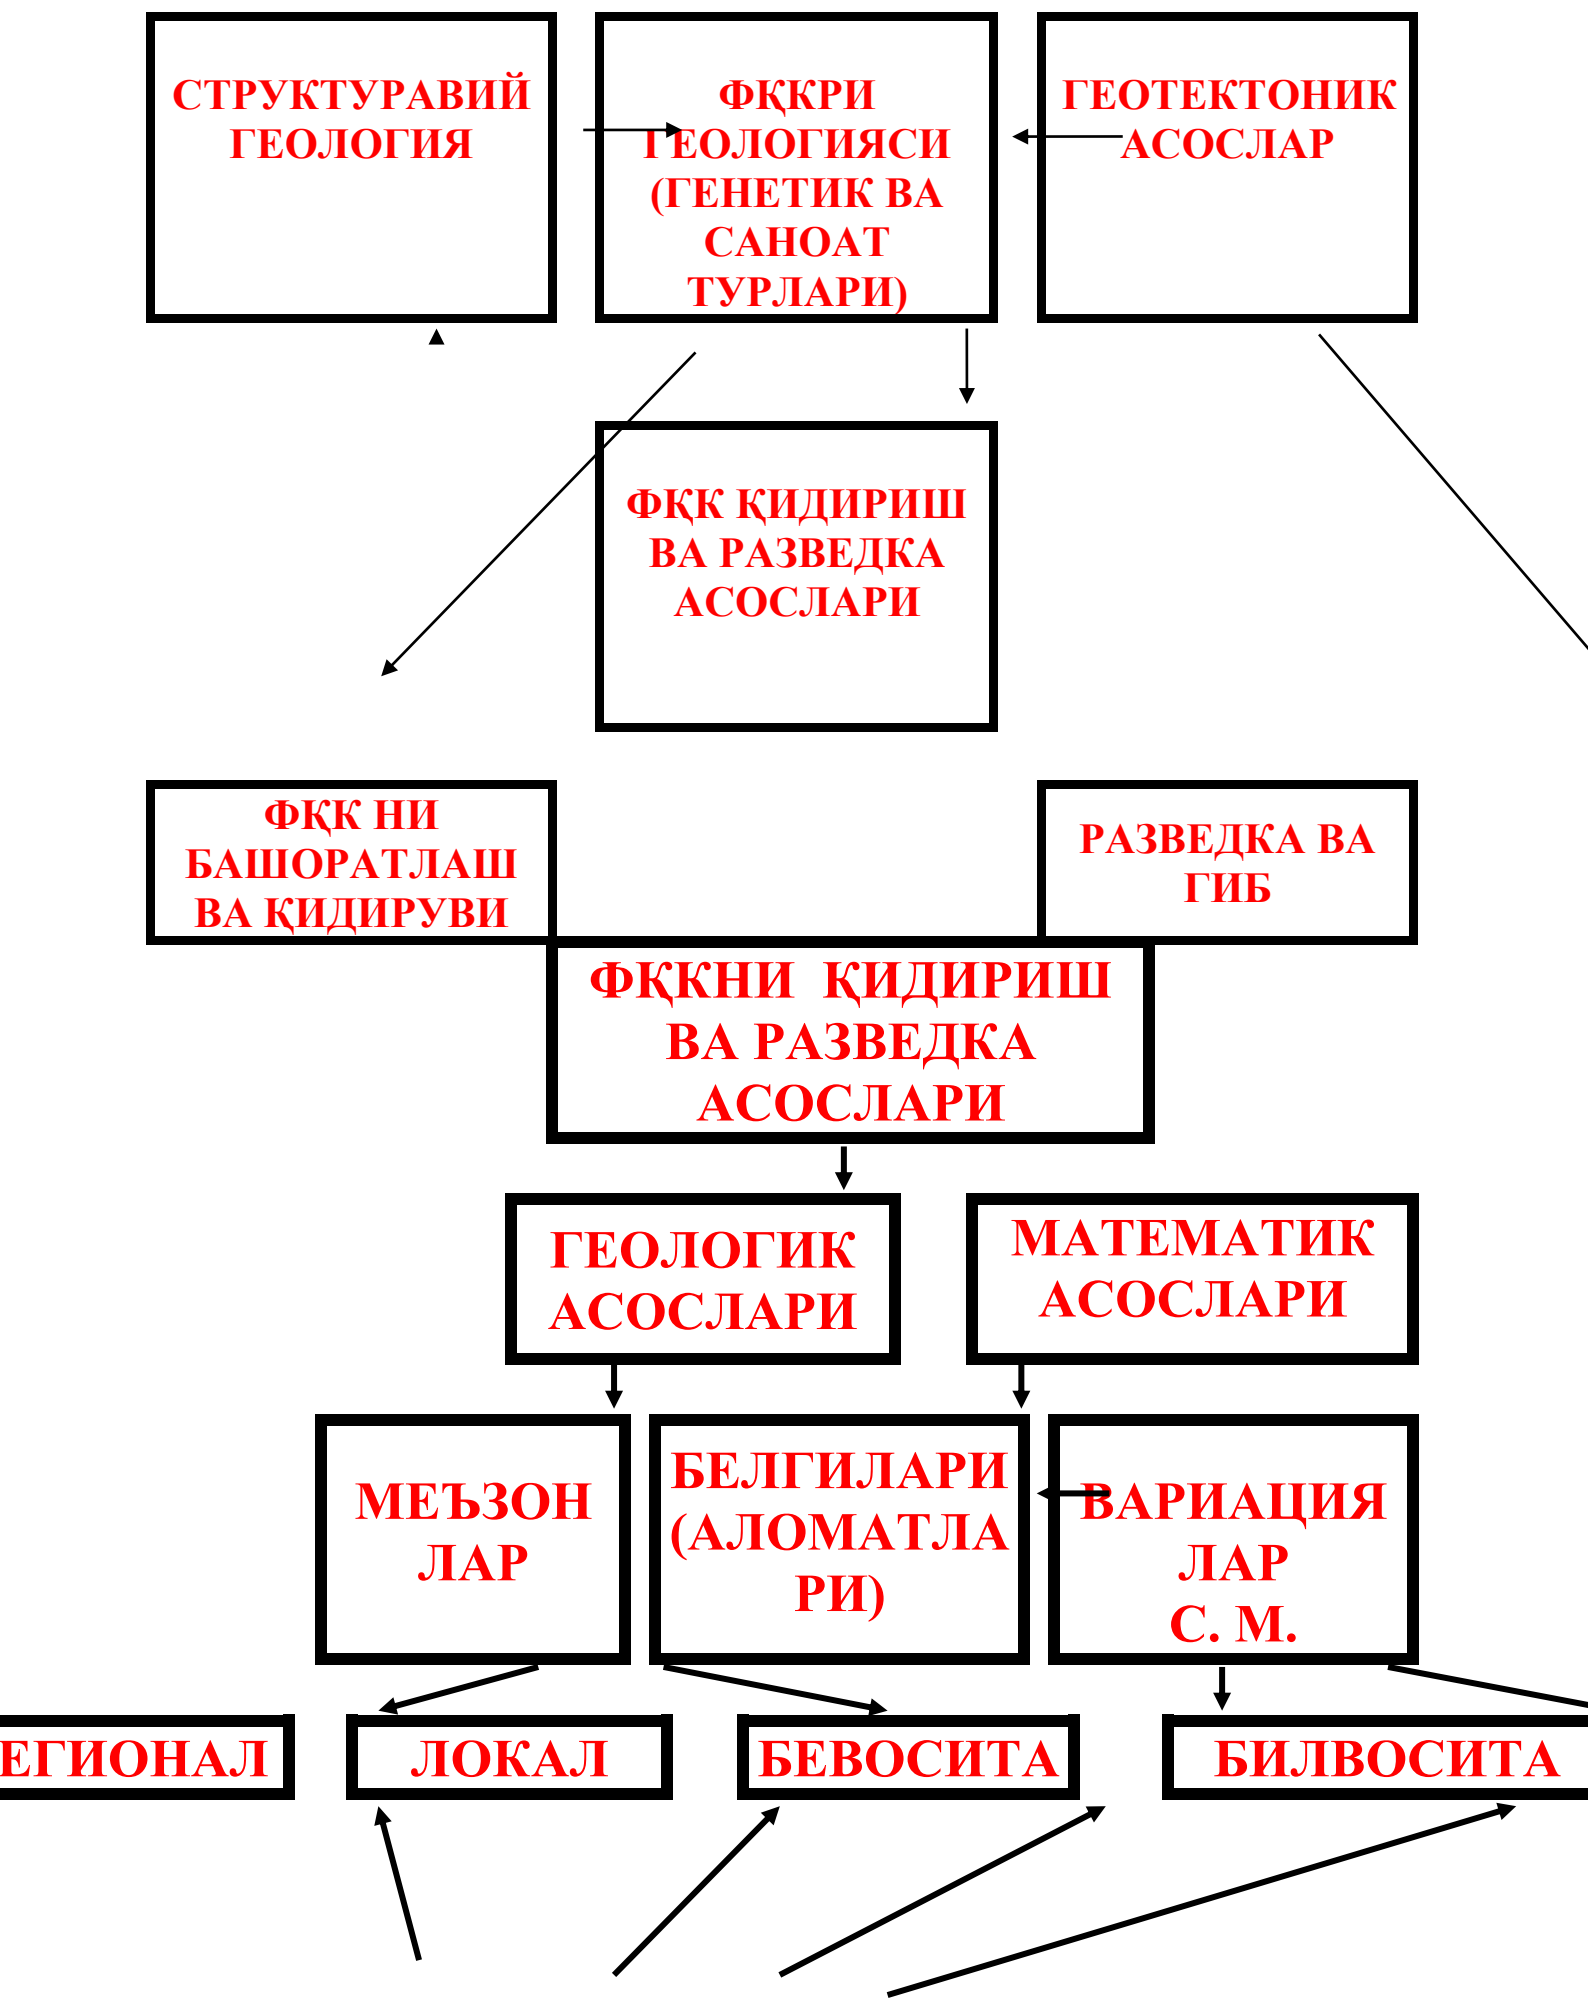 СТРУКТУРАВИЙ
ГЕОЛОГИЯ
ФҚКРИ
ГЕОЛОГИЯСИ
(ГЕНЕТИК ВА
САНОАТ
ТУРЛАРИ)
ГЕОТЕКТОНИК
АСОСЛАР
ФҚК ҚИДИРИШ
ВА РАЗВЕДКА
АСОСЛАРИ
ФҚК НИ
БАШОРАТЛАШ
ВА ҚИДИРУВИ
РАЗВЕДКА ВА
ГИБ
ФҚКНИ ҚИДИРИШ
ВА РАЗВЕДКА
АСОСЛАРИ
ГЕОЛОГИК
АСОСЛАРИ
МАТЕМАТИК
АСОСЛАРИ
МЕЪЗОН
ЛАР
БЕЛГИЛАРИ
(АЛОМАТЛА
РИ)
ВАРИАЦИЯ
ЛАР
С. М.
ЕГИОНАЛ
ЛОКАЛ
БЕВОСИТА
БИЛВОСИТА